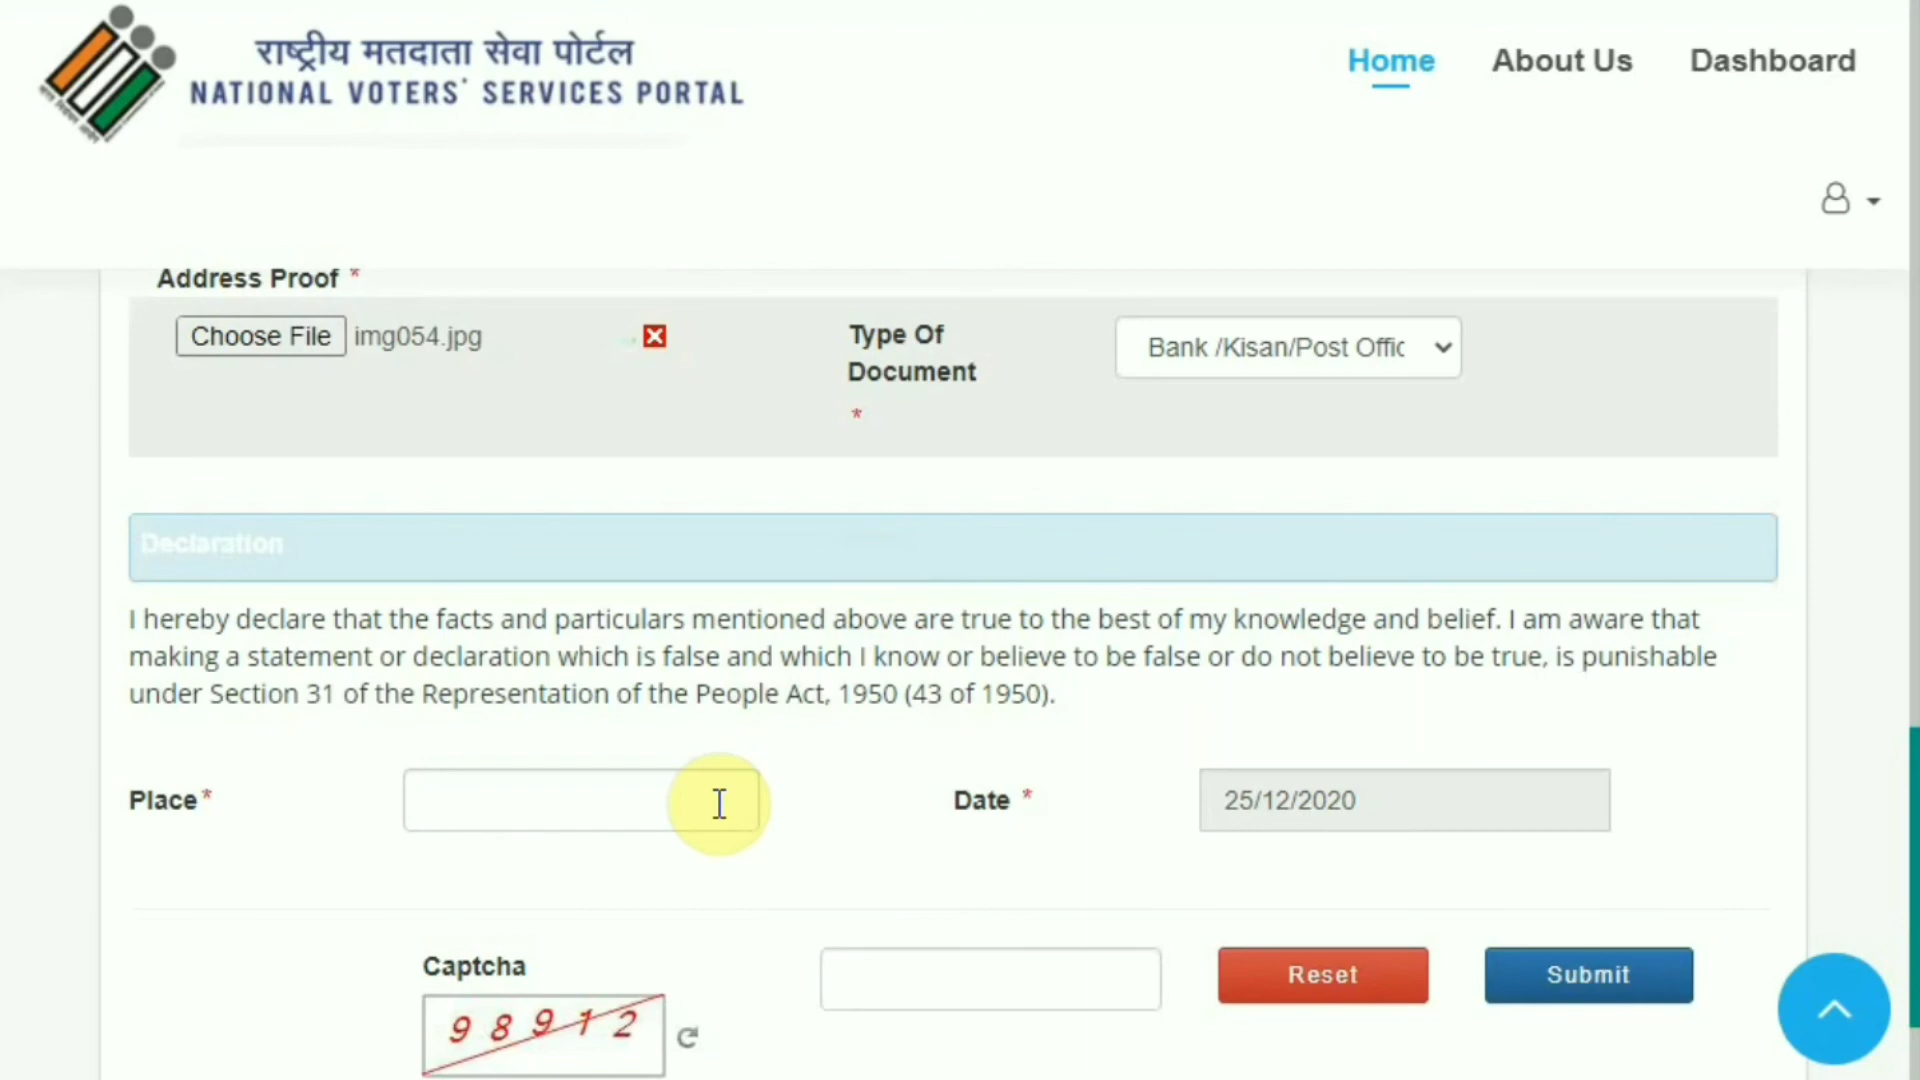 राष्ट्रीय मतदाता सेवा पोर्टल
NATIONAL VOTERS' SERVICES PORTAL
Home
About Us
Dashboard
Address Proof *
Choose File img054.jpg
Type Of
Document
*
Bank /Kisan/Post Offic
Declaration
I hereby declare that the facts and particulars mentioned above are true to the best of my knowledge and belief. I am aware that
making a statement or declaration which is false and which I know or believe to be false or do not believe to be true, is punishable
under Section 31 of the Representation of the People Act, 1950 (43 of 1950).
Place*
Date *
25/12/2020
Captcha
Reset
Submit
98912